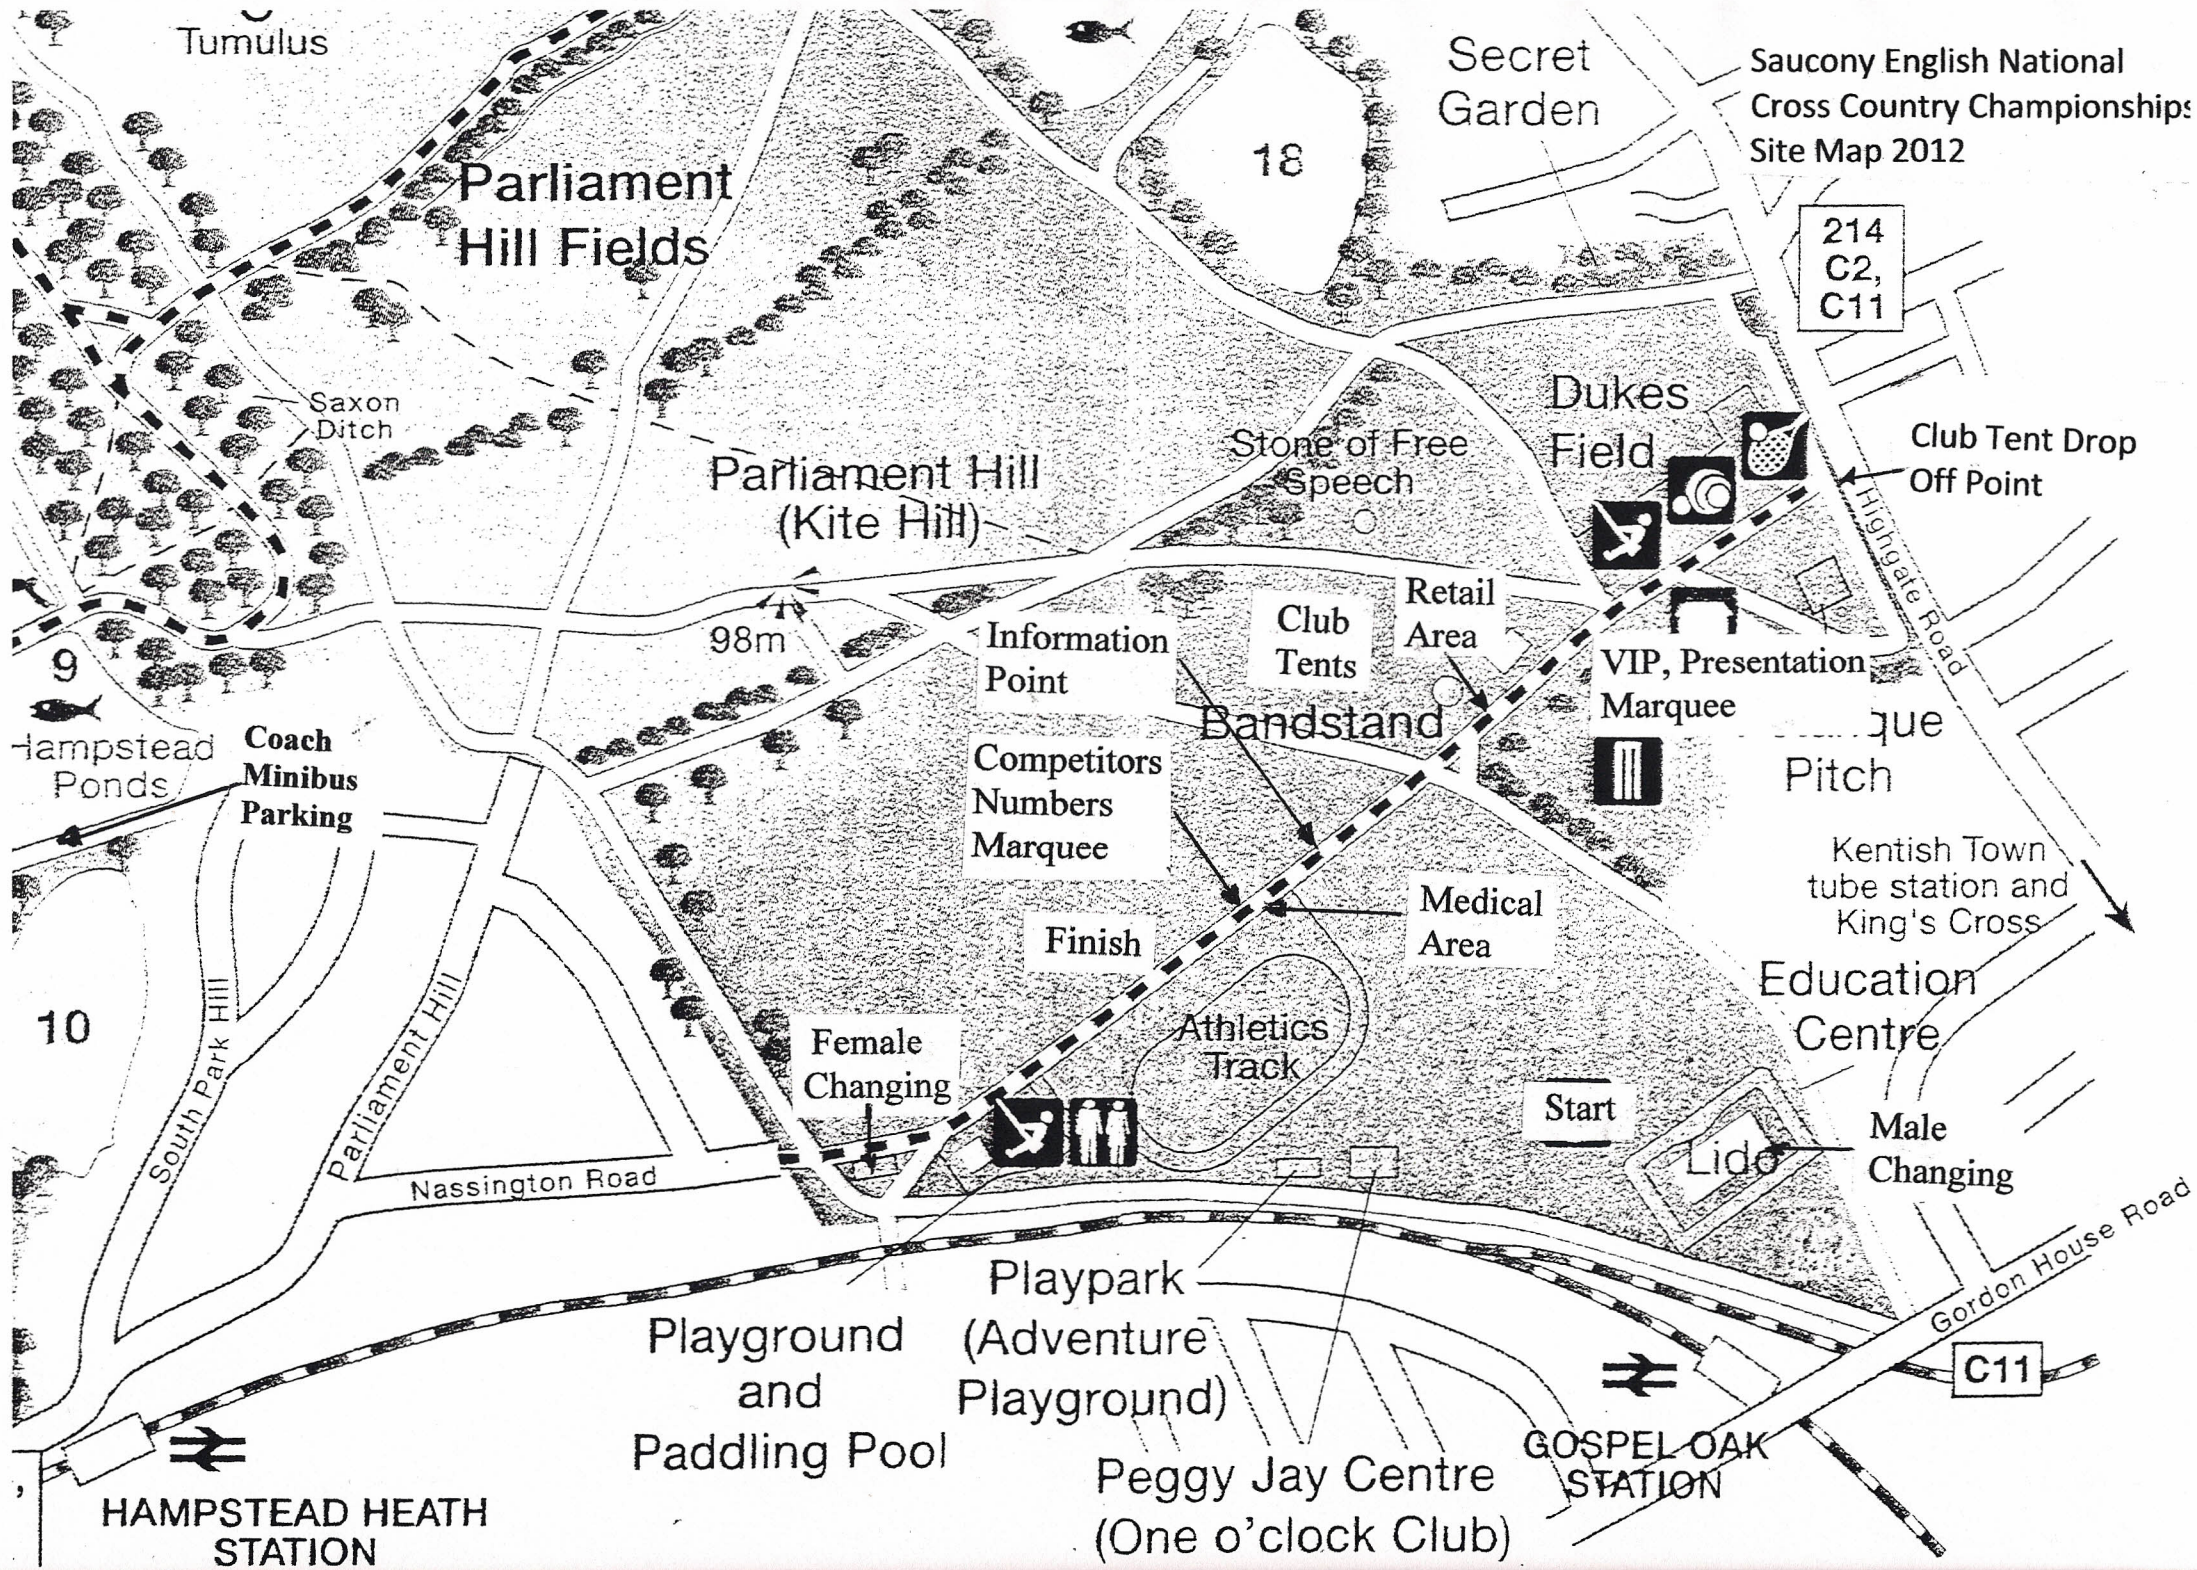 Tumulus
Secret
Garden
Saucony English National
Cross Country Championships
Site Map 2012
18
Parliament
Hill Fields
214
C2,
C11
Saxon
Ditch
Dukes
Field
Stone of Free
Speech
Club Tent Drop
Off Point
Parliament Hill
(Kite Hill)
Highgate Road
98m
Information
Point
Club
Tents
Retail
Area
VIP, Presentation
Marquee
9
Hampstead
Ponds
Coach
Minibus
Parking
Bandstand
que
Pitch
Competitors
Numbers
Marquee
Kentish Town
tube station and
King's Cross
Medical
Area
Finish
Education
Centre
10
South Park Hill
Parliament Hill
Female
Changing
Athletics
Track
Start
Lido
Male
Changing
Nassington Road
Gordon House Road
Playground
and
Paddling Pool
Playpark
(Adventure
Playground)
C11
Peggy Jay Centre
(One o'clock Club)
GOSPEL OAK
STATION
HAMPSTEAD HEATH
STATION